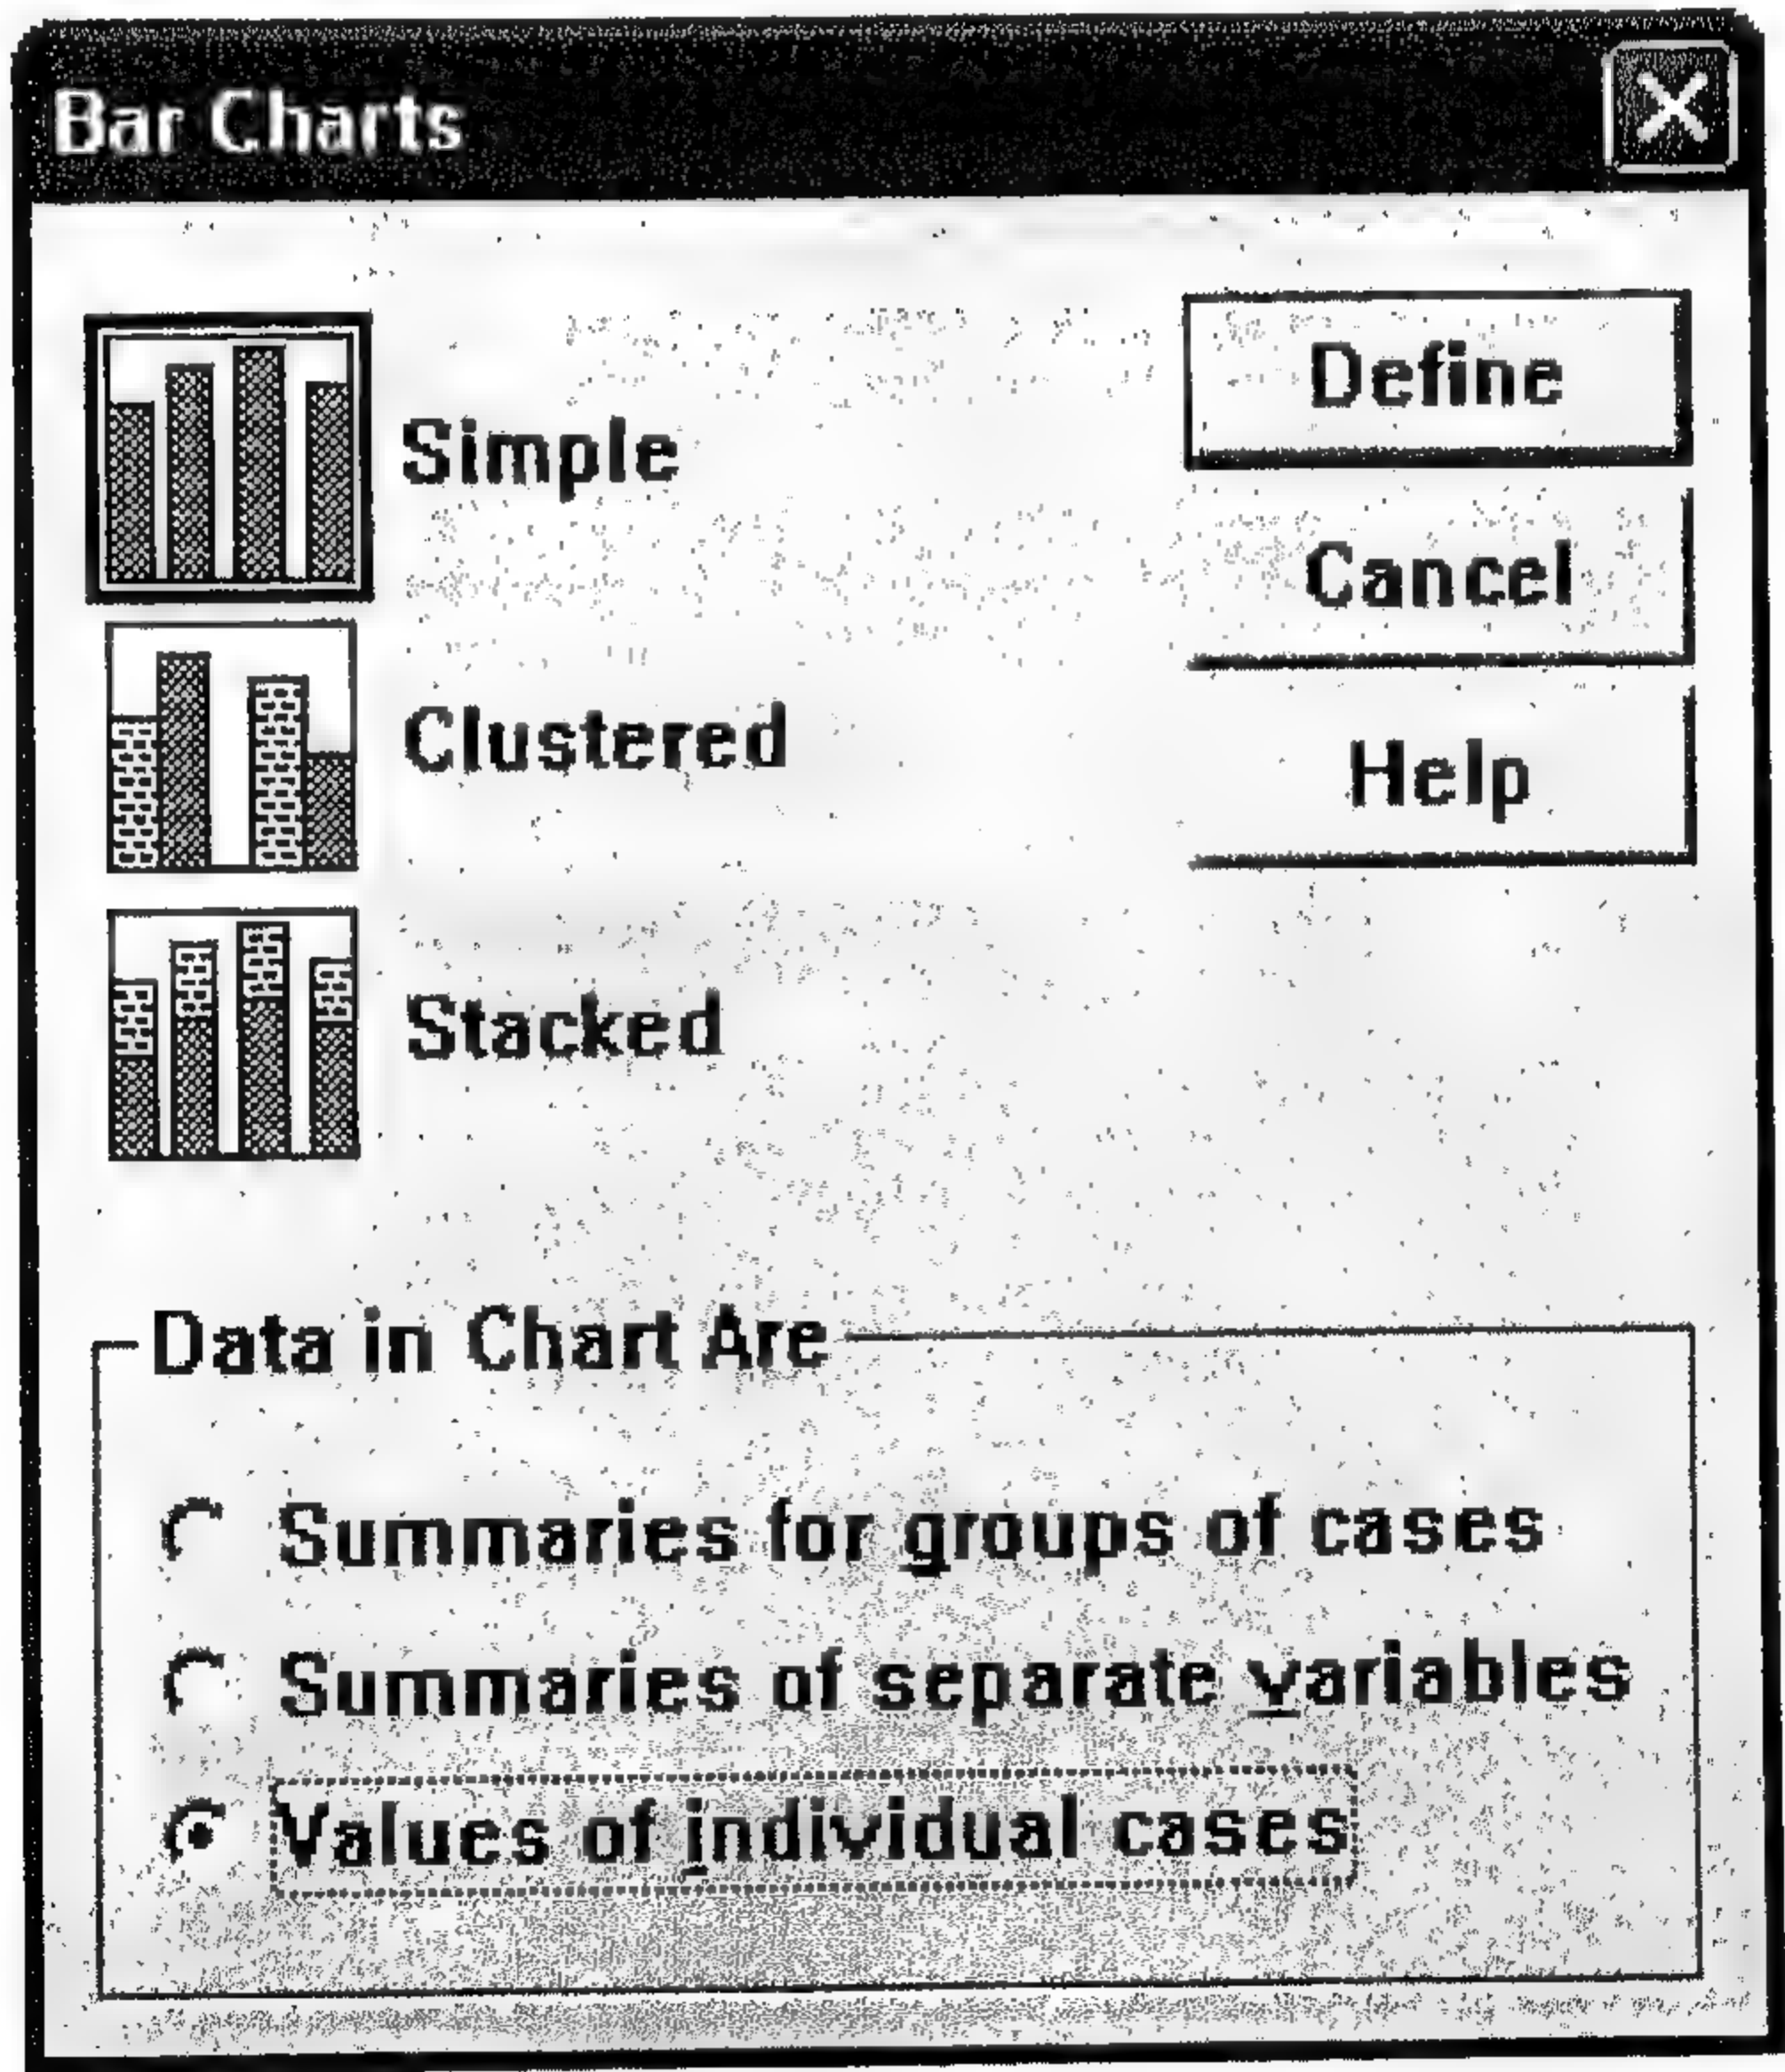 Bar Charts
Simple
Define
Cancel
Clustered
Help
Stacked
Data in Chart Are
Summaries for groups of cases
Summaries of separate variables
Values of individual cases